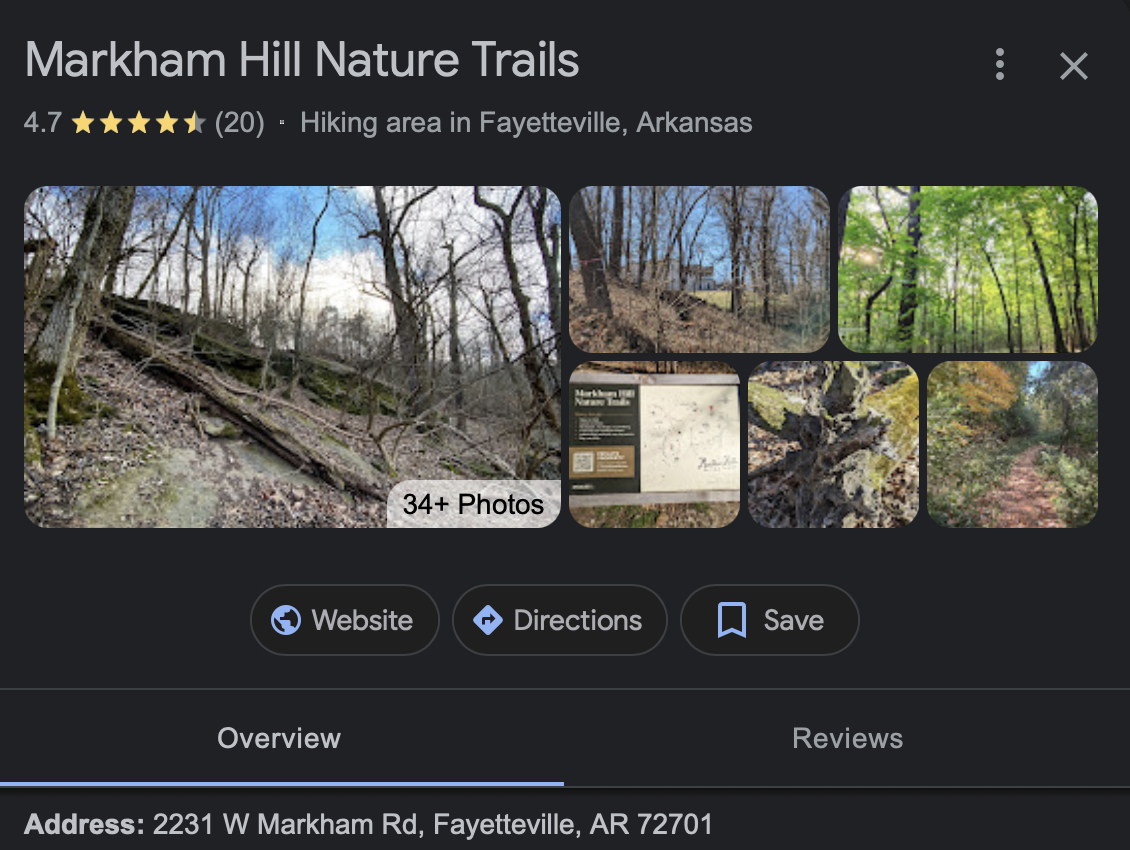 Markham Hill Nature Trails
4.7 (20) · Hiking area in Fayetteville, Arkansas
Markham Hill
Nature Trails
34+ Photos
Website Directions Save
Overview Reviews
Address: 2231 W Markham Rd, Fayetteville, AR 72701